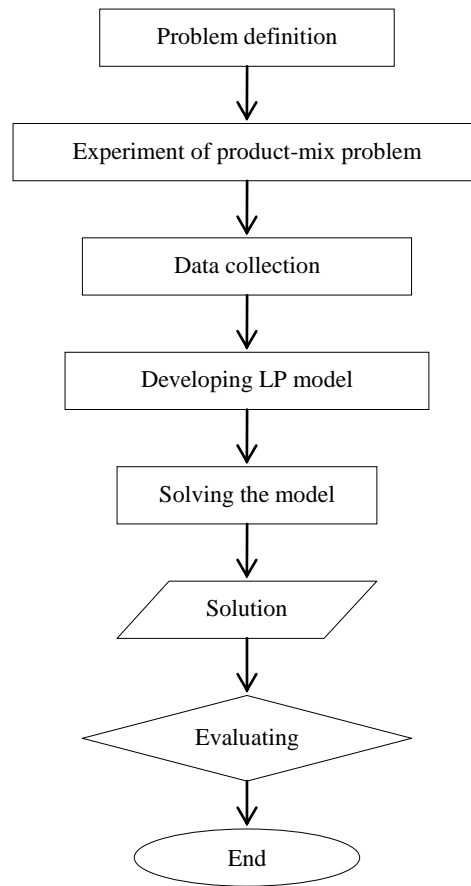 Problem definition
Experiment of product-mix problem
Data collection
Developing LP model
Solving the model
Solution
Evaluating
End